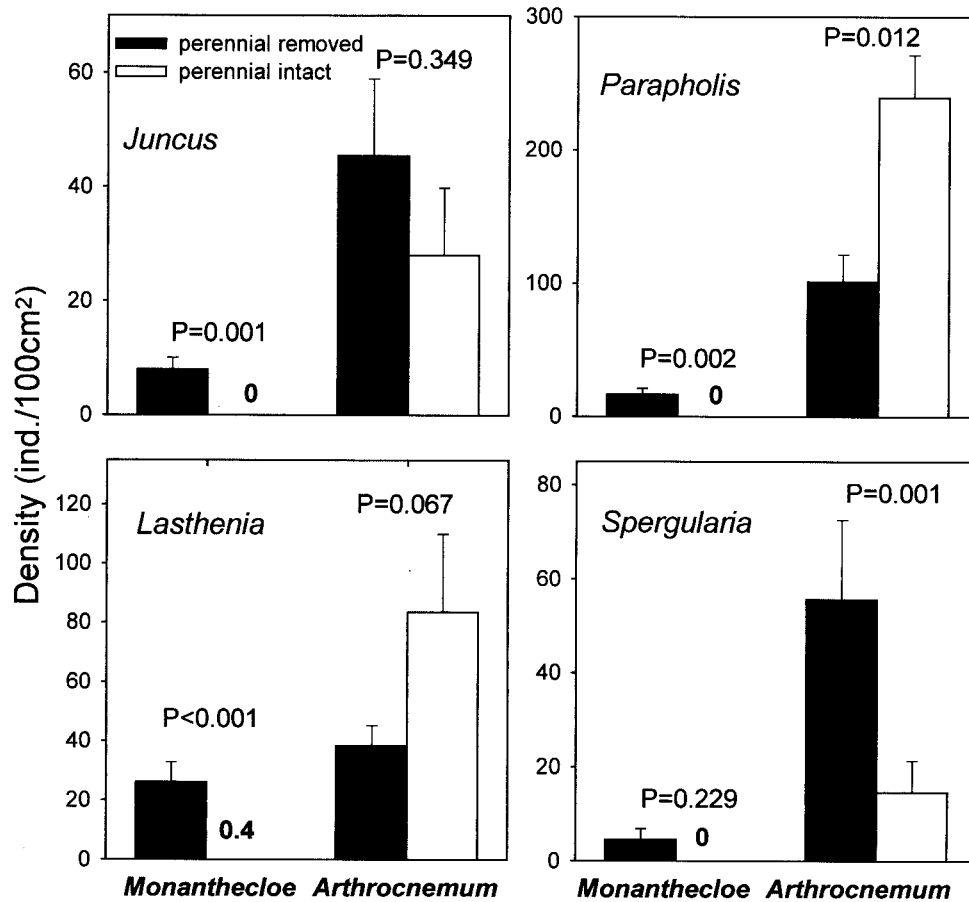 Density (ind./100cm²)
perennial removed
perennial intact
Juncus
P=0.349
P=0.001
0
60
40
20
0
Parapholis
P=0.012
P=0.002
0
300
200
100
0
Lasthenia
P=0.067
P<0.001
0.4
120
100
80
60
40
20
0
Monanthecloe Arthrocnemum
Spergularia
P=0.001
P=0.229
0
80
60
40
20
0
Monanthecloe Arthrocnemum